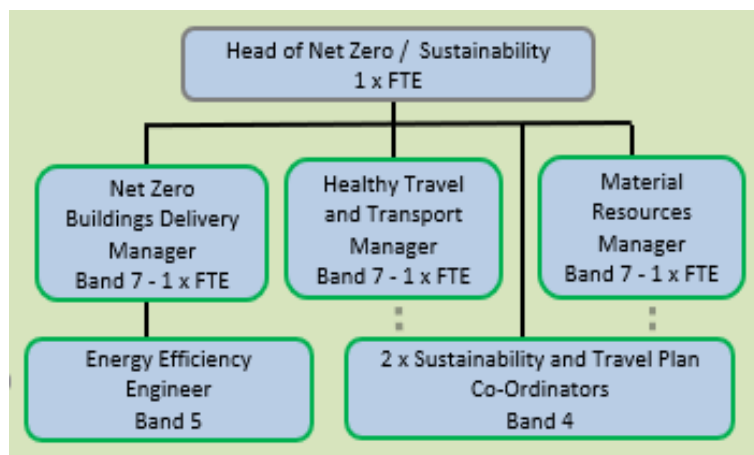 Head of Net Zero / Sustainability
1 x FTE
Net Zero
Buildings Delivery
Manager
Band 7 - 1 x FTE
Healthy Travel
and Transport
Manager
Band 7 - 1 x FTE
Material
Resources
Manager
Band 7 - 1 x FTE
Energy Efficiency
Engineer
Band 5
2 x Sustainability and Travel Plan
Co-Ordinators
Band 4